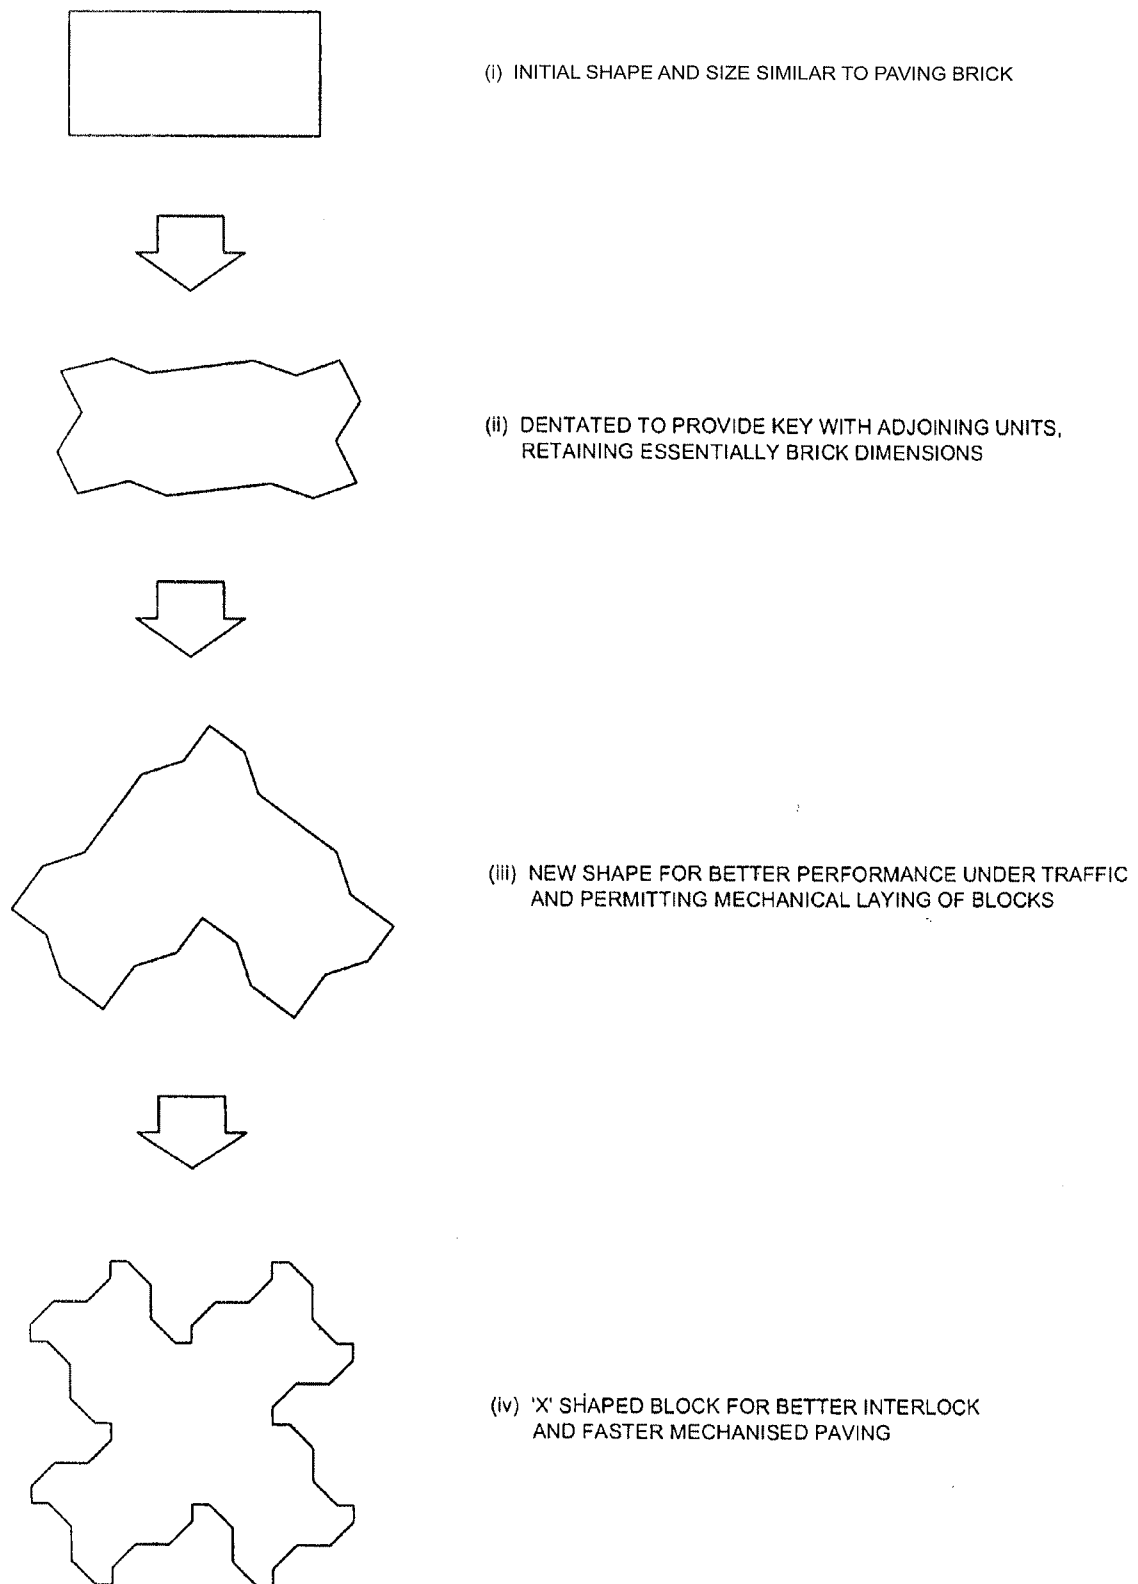 (i) INITIAL SHAPE AND SIZE SIMILAR TO PAVING BRICK
(ii) DENTATED TO PROVIDE KEY WITH ADJOINING UNITS,
RETAINING ESSENTIALLY BRICK DIMENSIONS
(iii) NEW SHAPE FOR BETTER PERFORMANCE UNDER TRAFFIC
AND PERMITTING MECHANICAL LAYING OF BLOCKS
(iv) 'X' SHAPED BLOCK FOR BETTER INTERLOCK
AND FASTER MECHANISED PAVING